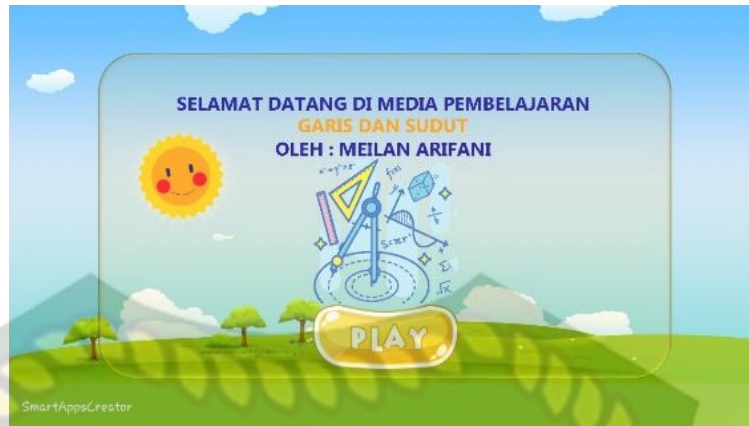 SELAMAT DATANG DI MEDIA PEMBELAJARAN
GARIS DAN SUDUT
OLEH : MEILAN ARIFANI
PLAY
SmartAppsCreator